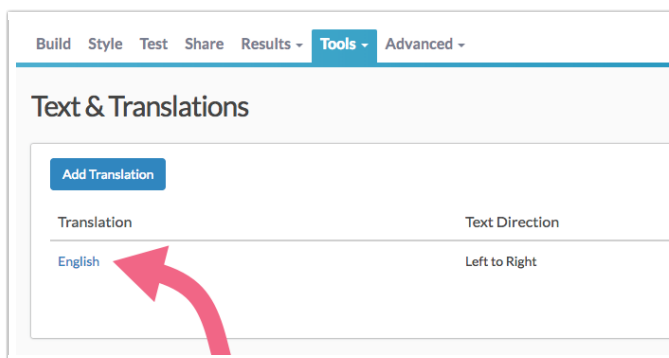 Build Style Test Share Results Tools Advanced
Text & Translations
Add Translation
Translation Text Direction
English Left to Right